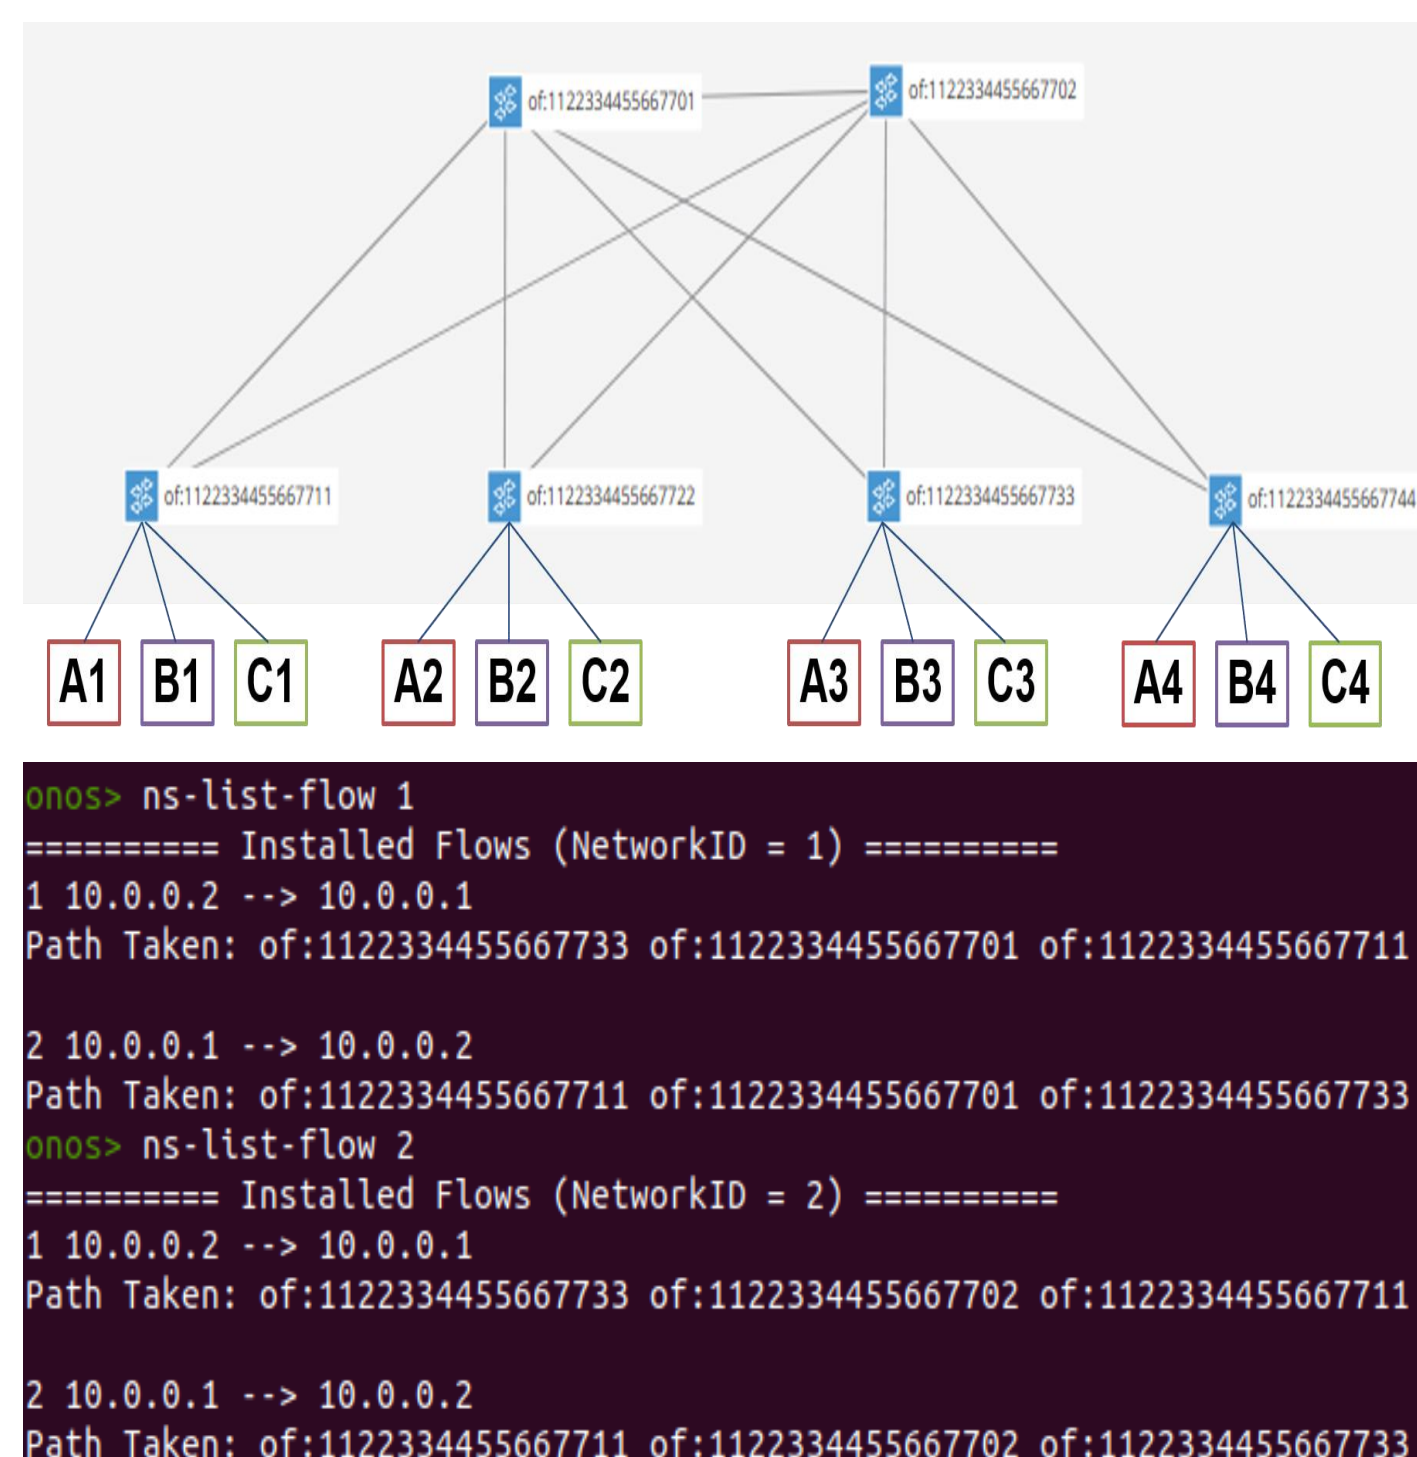 of:1122334455667701
of:1122334455667702
of:1122334455667711
of:1122334455667722
of:1122334455667733
of:1122334455667744
A1 B1 C1 A2 B2 C2 A3 B3 C3 A4 B4 C4
onos> ns-list-flow 1
========== Installed Flows (NetworkID = 1) ==========
1 10.0.0.2 --> 10.0.0.1
Path Taken: of:1122334455667733 of:1122334455667701 of:1122334455667711
2 10.0.0.1 --> 10.0.0.2
Path Taken: of:1122334455667711 of:1122334455667701 of:1122334455667733
onos> ns-list-flow 2
========== Installed Flows (NetworkID = 2) ==========
1 10.0.0.2 --> 10.0.0.1
Path Taken: of:1122334455667733 of:1122334455667702 of:1122334455667711
2 10.0.0.1 --> 10.0.0.2
Path Taken: of:1122334455667711 of:1122334455667702 of:1122334455667733